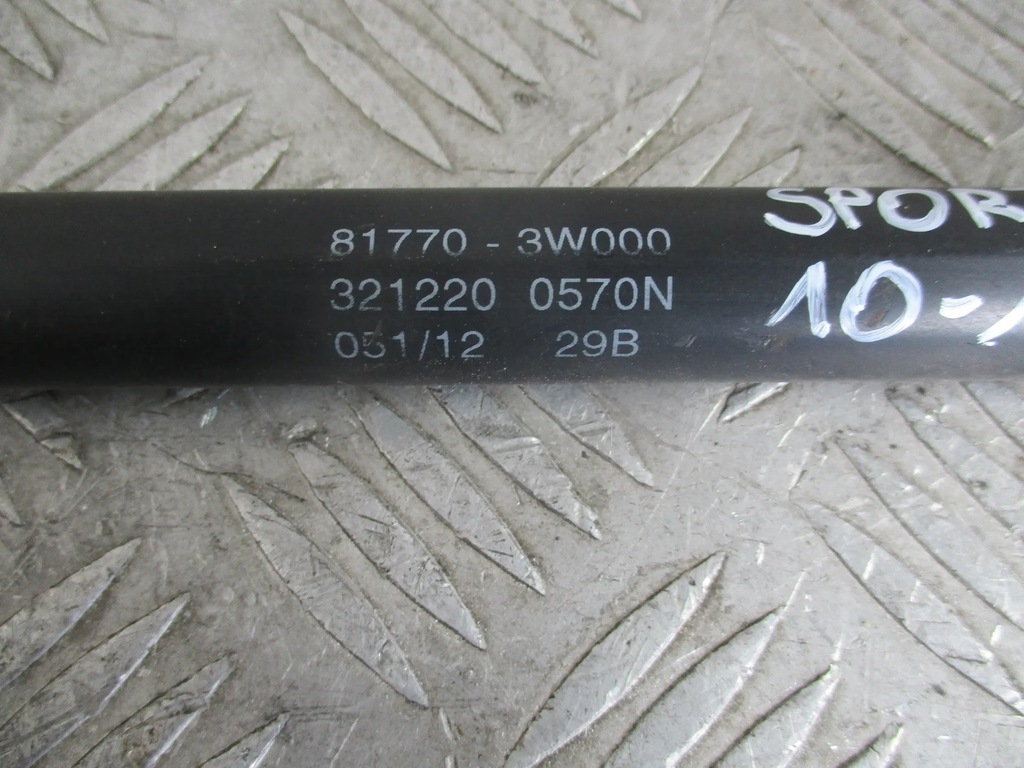 81770 - 3W000
321220 0570N
051/12 29B
SPOR
10-